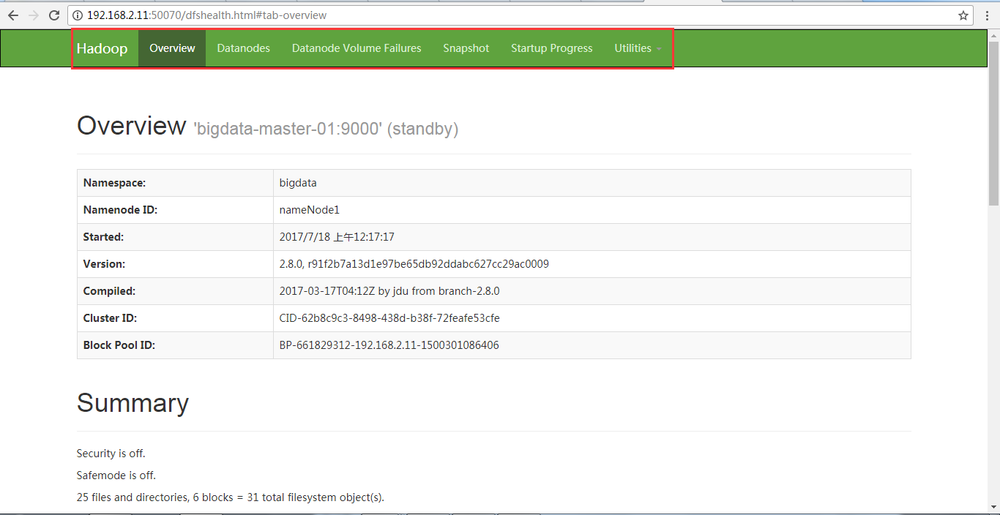 192.168.2.11:50070/dfshealth.html#tab-overview
Hadoop Overview Datanodes Datanode Volume Failures Snapshot Startup Progress Utilities
Overview 'bigdata-master-01:9000' (standby)
Namespace: bigdata
Namenode ID: nameNode1
Started: 2017/7/18 上午12:17:17
Version: 2.8.0, r91f2b7a13d1e97be65db92ddabc627cc29ac0009
Compiled: 2017-03-17T04:12Z by jdu from branch-2.8.0
Cluster ID: CID-62b8c9c3-8498-438d-b38f-72feafe53cfe
Block Pool ID: BP-661829312-192.168.2.11-1500301086406
Summary
Security is off.
Safemode is off.
25 files and directories, 6 blocks = 31 total filesystem object(s).